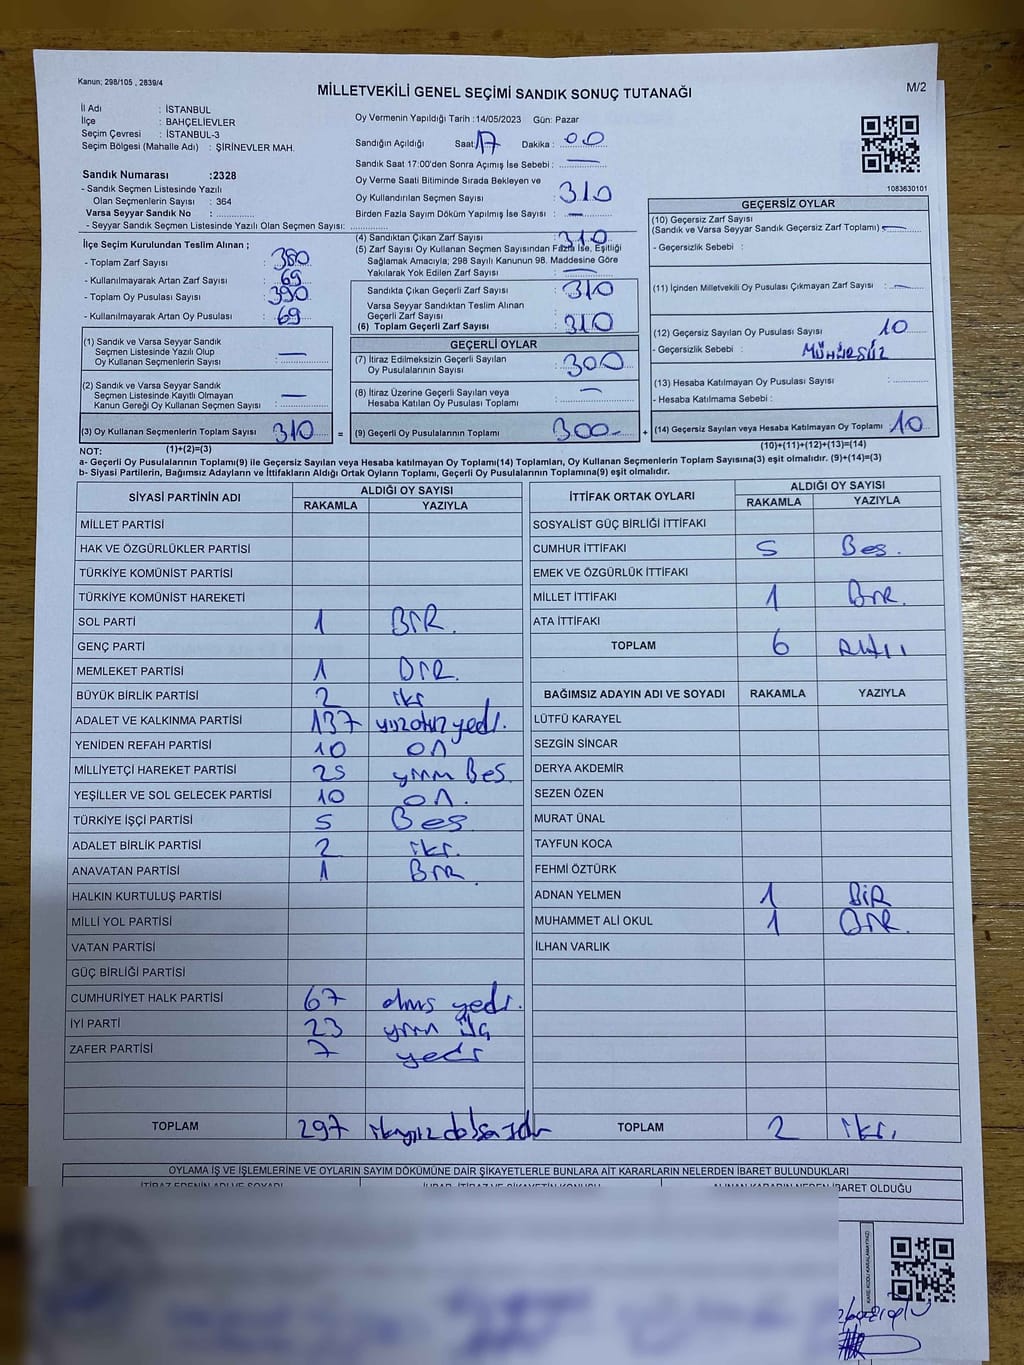 Kanun; 298/105 , 2839/4
MİLLETVEKİLİ GENEL SEÇİMİ SANDIK SONUÇ TUTANAĞI
M/2
İl Adı : İSTANBUL
İlçe : BAHÇELİEVLER
Seçim Çevresi : İSTANBUL-3
Seçim Bölgesi (Mahalle Adı) : ŞİRİNEVLER MAH.
Sandık Numarası :2328
- Sandık Seçmen Listesinde Yazılı
Olan Seçmenlerin Sayısı : 364
Varsa Seyyar Sandık No :
- Seyyar Sandık Seçmen Listesinde Yazılı Olan Seçmen Sayısı:
Oy Vermenin Yapıldığı Tarih :14/05/2023 Gün: Pazar
Sandığın Açıldığı Saat: 17 Dakika : 00
Sandık Saat 17:00'den Sonra Açımış İse Sebebi : —
Oy Verme Saati Bitiminde Sırada Bekleyen ve
Oy Kullandırılan Seçmen Sayısı : 310
Birden Fazla Sayım Döküm Yapılmış İse Sayısı : —
1083630101
İlçe Seçim Kurulundan Teslim Alınan ;
- Toplam Zarf Sayısı : 380
- Kullanılmayarak Artan Zarf Sayısı : 69
- Toplam Oy Pusulası Sayısı : 390
- Kullanılmayarak Artan Oy Pusulası : 69
(4) Sandıktan Çıkan Zarf Sayısı : 310
(5) Zarf Sayısı Oy Kullanan Seçmen Sayısından Fazla İse, Eşitliği
Sağlamak Amacıyla; 298 Sayılı Kanunun 98. Maddesine Göre
Yakılarak Yok Edilen Zarf Sayısı : —
Sandıkta Çıkan Geçerli Zarf Sayısı : 310
Varsa Seyyar Sandıktan Teslim Alınan
Geçerli Zarf Sayısı :
(6) Toplam Geçerli Zarf Sayısı : 310
GEÇERSİZ OYLAR
(10) Geçersiz Zarf Sayısı
(Sandık ve Varsa Seyyar Sandık Geçersiz Zarf Toplamı) : —
- Geçersizlik Sebebi :
(11) İçinden Milletvekili Oy Pusulası Çıkmayan Zarf Sayısı : —
(12) Geçersiz Sayılan Oy Pusulası Sayısı : 10
- Geçersizlik Sebebi : MÜHÜRSÜZ
(13) Hesaba Katılmayan Oy Pusulası Sayısı :
- Hesaba Katılmama Sebebi :
(14) Geçersiz Sayılan veya Hesaba Katılmayan Oy Toplamı 10
(10)+(11)+(12)+(13)=(14)
(1) Sandık ve Varsa Seyyar Sandık
Seçmen Listesinde Yazılı Olup
Oy Kullanan Seçmenlerin Sayısı : —
(2) Sandık ve Varsa Seyyar Sandık
Seçmen Listesinde Kayıtlı Olmayan
Kanun Gereği Oy Kullanan Seçmen Sayısı : —
(3) Oy Kullanan Seçmenlerin Toplam Sayısı 310
(1)+(2)=(3)
GEÇERLİ OYLAR
(7) İtiraz Edilmeksizin Geçerli Sayılan
Oy Pusulalarının Sayısı : 300
(8) İtiraz Üzerine Geçerli Sayılan veya
Hesaba Katılan Oy Pusulası Toplamı : —
= (9) Geçerli Oy Pusulalarının Toplamı 300 +
NOT:
a- Geçerli Oy Pusulalarının Toplamı(9) ile Geçersiz Sayılan veya Hesaba katılmayan Oy Toplamı(14) Toplamları, Oy Kullanan Seçmenlerin Toplam Sayısına(3) eşit olmalıdır. (9)+(14)=(3)
b- Siyasi Partilerin, Bağımsız Adayların ve İttifakların Aldığı Ortak Oyların Toplamı, Geçerli Oy Pusulalarının Toplamına(9) eşit olmalıdır.
SİYASİ PARTİNİN ADI ALDIĞI OY SAYISI
RAKAMLA YAZIYLA
MİLLET PARTİSİ
HAK VE ÖZGÜRLÜKLER PARTİSİ
TÜRKİYE KOMÜNİST PARTİSİ
TÜRKİYE KOMÜNİST HAREKETİ
SOL PARTİ 1 BİR.
GENÇ PARTİ
MEMLEKET PARTİSİ 1 BİR.
BÜYÜK BİRLİK PARTİSİ 2 iki
ADALET VE KALKINMA PARTİSİ 137 yüzotuzyedi.
YENİDEN REFAH PARTİSİ 10 on
MİLLİYETÇİ HAREKET PARTİSİ 25 yirmi Beş.
YEŞİLLER VE SOL GELECEK PARTİSİ 10 on.
TÜRKİYE İŞÇİ PARTİSİ 5 Beş
ADALET BİRLİK PARTİSİ 2 iki.
ANAVATAN PARTİSİ 1 Bir.
HALKIN KURTULUŞ PARTİSİ
MİLLİ YOL PARTİSİ
VATAN PARTİSİ
GÜÇ BİRLİĞİ PARTİSİ
CUMHURİYET HALK PARTİSİ 67 altmış yedi.
İYİ PARTİ 23 yirmi üç
ZAFER PARTİSİ 7 yedi
TOPLAM 297
İTTİFAK ORTAK OYLARI ALDIĞI OY SAYISI
RAKAMLA YAZIYLA
SOSYALİST GÜÇ BİRLİĞİ İTTİFAKI
CUMHUR İTTİFAKI 5 Beş.
EMEK VE ÖZGÜRLÜK İTTİFAKI
MİLLET İTTİFAKI 1 Bir.
ATA İTTİFAKI
TOPLAM 6 Altı
BAĞIMSIZ ADAYIN ADI VE SOYADI RAKAMLA YAZIYLA
LÜTFÜ KARAYEL
SEZGİN SİNCAR
DERYA AKDEMİR
SEZEN ÖZEN
MURAT ÜNAL
TAYFUN KOCA
FEHMİ ÖZTÜRK
ADNAN YELMEN 1 BİR
MUHAMMET ALİ OKUL 1 BİR.
İLHAN VARLIK
TOPLAM 2 iki.
OYLAMA İŞ VE İŞLEMLERİNE VE OYLARIN SAYIM DÖKÜMÜNE DAİR ŞİKAYETLERLE BUNLARA AİT KARARLARIN NELERDEN İBARET BULUNDUKLARI
İTİRAZ EDENİN ADI VE SOYADI
ALINAN KARARIN NEDEN İBARET OLDUĞU